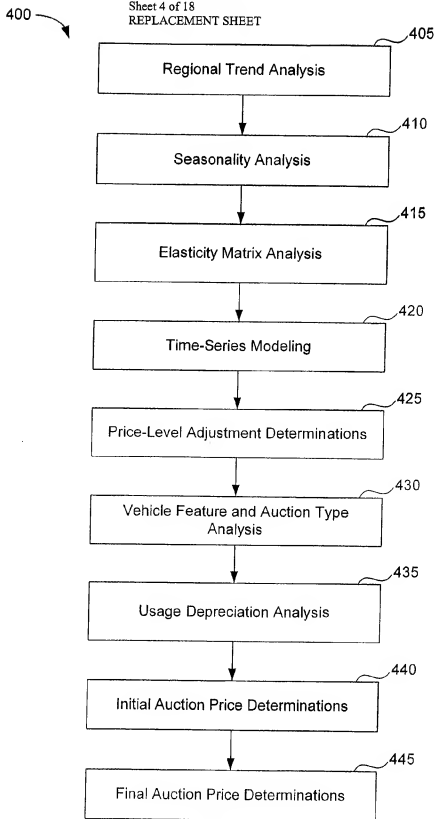 Sheet 4 of 18
REPLACEMENT SHEET
400
405
Regional Trend Analysis
410
Seasonality Analysis
415
Elasticity Matrix Analysis
420
Time-Series Modeling
425
Price-Level Adjustment Determinations
430
Vehicle Feature and Auction Type
Analysis
435
Usage Depreciation Analysis
440
Initial Auction Price Determinations
445
Final Auction Price Determinations